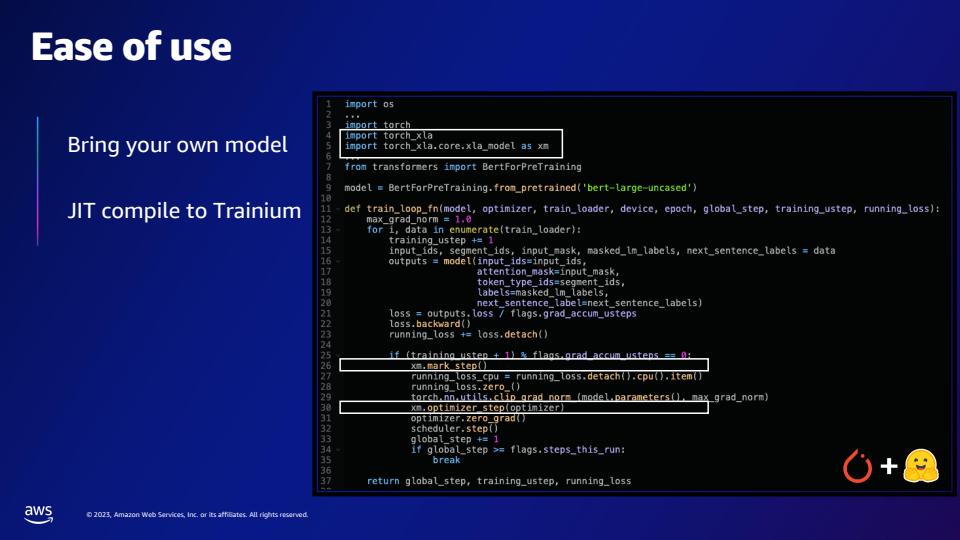 Ease of use
Bring your own model
JIT compile to Trainium
1 import os
2 ...
3 import torch
4 import torch_xla
5 import torch_xla.core.xla_model as xm
6 ...
7 from transformers import BertForPreTraining
8
9 model = BertForPreTraining.from_pretrained('bert-large-uncased')
10
11 def train_loop_fn(model, optimizer, train_loader, device, epoch, global_step, training_ustep, running_loss):
12     max_grad_norm = 1.0
13     for i, data in enumerate(train_loader):
14         training_ustep += 1
15         input_ids, segment_ids, input_mask, masked_lm_labels, next_sentence_labels = data
16         outputs = model(input_ids=input_ids,
17                         attention_mask=input_mask,
18                         token_type_ids=segment_ids,
19                         labels=masked_lm_labels,
20                         next_sentence_label=next_sentence_labels)
21         loss = outputs.loss / flags.grad_accum_usteps
22         loss.backward()
23         running_loss += loss.detach()
24
25         if (training_ustep + 1) % flags.grad_accum_usteps == 0:
26             xm.mark_step()
27             running_loss_cpu = running_loss.detach().cpu().item()
28             running_loss.zero_()
29             torch.nn.utils.clip_grad_norm_(model.parameters(), max_grad_norm)
30             xm.optimizer_step(optimizer)
31             optimizer.zero_grad()
32             scheduler.step()
33             global_step += 1
34             if global_step >= flags.steps_this_run:
35                 break
36
37     return global_step, training_ustep, running_loss
+
aws
© 2023, Amazon Web Services, Inc. or its affiliates. All rights reserved.